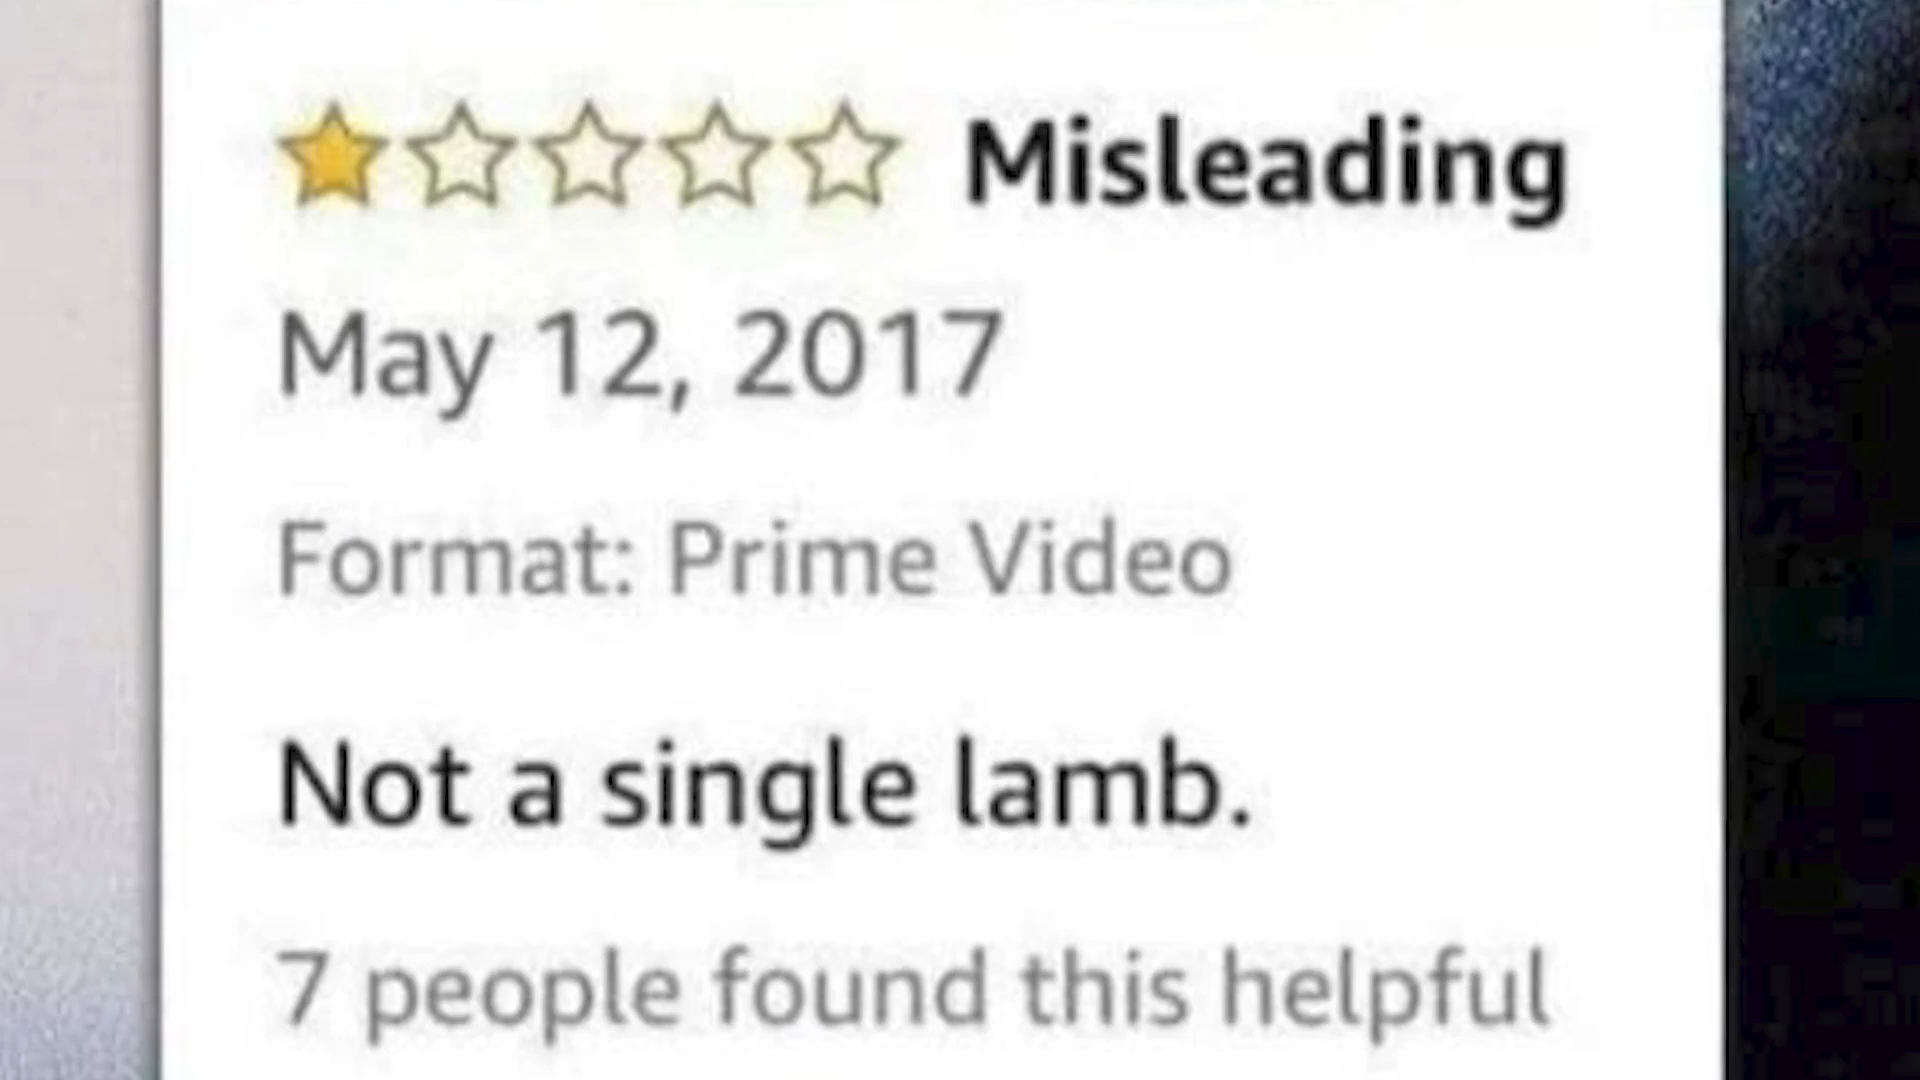 Misleading
May 12, 2017
Format: Prime Video
Not a single lamb.
7 people found this helpful